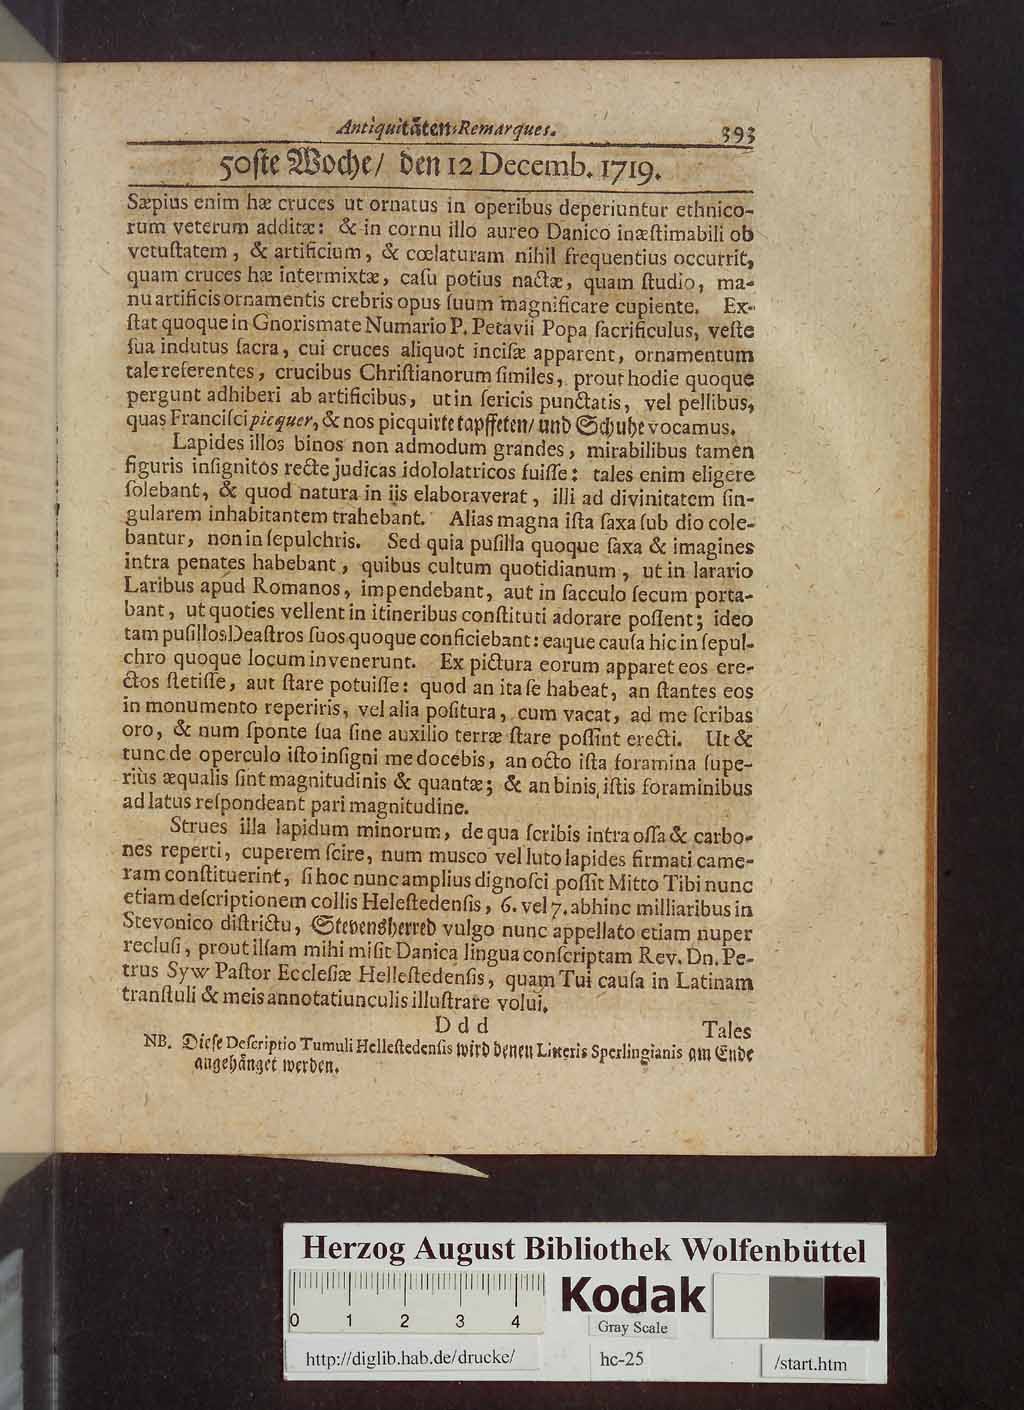 Antiquitäten-Remarques. 393
50ste Woche/ den 12 Decemb. 1719.
Sæpius enim hæ cruces ut ornatus in operibus deperiuntur ethnico-
rum veterum additæ: & in cornu illo aureo Danico inæſtimabili ob
vetuſtatem, & artificium, & cœlaturam nihil frequentius occurrit,
quam cruces hæ intermixtæ, caſu potius nactæ, quam ſtudio, ma-
nu artificis ornamentis crebris opus ſuum magnificare cupiente. Ex-
ſtat quoque in Gnorismate Numario P. Petavii Popa ſacrificulus, veſte
ſua indutus ſacra, cui cruces aliquot inciſæ apparent, ornamentum
tale referentes, crucibus Chriſtianorum ſimiles, prout hodie quoque
pergunt adhiberi ab artificibus, ut in ſericis punctatis, vel pellibus,
quas Franciſci picquer, & nos picquirte tapffeten/ und Schuhe vocamus.
Lapides illos binos non admodum grandes, mirabilibus tamen
figuris inſignitos recte judicas idololatricos fuiſſe: tales enim eligere
ſolebant, & quod natura in iis elaboraverat, illi ad divinitatem ſin-
gularem inhabitantem trahebant. Alias magna iſta ſaxa ſub dio cole-
bantur, non in ſepulchris. Sed quia puſilla quoque ſaxa & imagines
intra penates habebant, quibus cultum quotidianum, ut in larario
Laribus apud Romanos, impendebant, aut in ſacculo ſecum porta-
bant, ut quoties vellent in itineribus conſtituti adorare poſſent; ideo
tam puſillos Deaſtros ſuos quoque conficiebant: eaque cauſa hic in ſepul-
chro quoque locum invenerunt. Ex pictura eorum apparet eos ere-
ctos ſtetiſſe, aut ſtare potuiſſe: quod an ita ſe habeat, an ſtantes eos
in monumento reperiris, vel alia poſitura, cum vacat, ad me ſcribas
oro, & num ſponte ſua ſine auxilio terræ ſtare poſſint erecti. Ut &
tunc de operculo iſto inſigni me docebis, an octo iſta foramina ſupe-
rius æqualis ſint magnitudinis & quantæ; & an binis iſtis foraminibus
ad latus reſpondeant pari magnitudine.
Strues illa lapidum minorum, de qua ſcribis intra oſſa & carbo-
nes reperti, cuperem ſcire, num musco vel luto lapides firmati came-
ram conſtituerint, ſi hoc nunc amplius dignoſci poſſit Mitto Tibi nunc
etiam deſcriptionem collis Heleſtedenſis, 6. vel 7. abhinc milliaribus in
Stevonico diſtrictu, Stevensherred vulgo nunc appellato etiam nuper
recluſi, prout ilſam mihi miſit Danica lingua conſcriptam Rev. Dn. Pe-
trus Syw Paſtor Eccleſiæ Helleſtedenſis, quam Tui cauſa in Latinam
tranſtuli & meis annotatiunculis illuſtrare volui.
Ddd Tales
NB. Dieſe Deſcriptio Tumuli Helleſtedenſis wird denen Litteris Sperlingianis am Ende
angehänget werden.
Herzog August Bibliothek Wolfenbüttel
0 1 2 3 4
Kodak
Gray Scale
http://diglib.hab.de/drucke/ hc-25 /start.htm